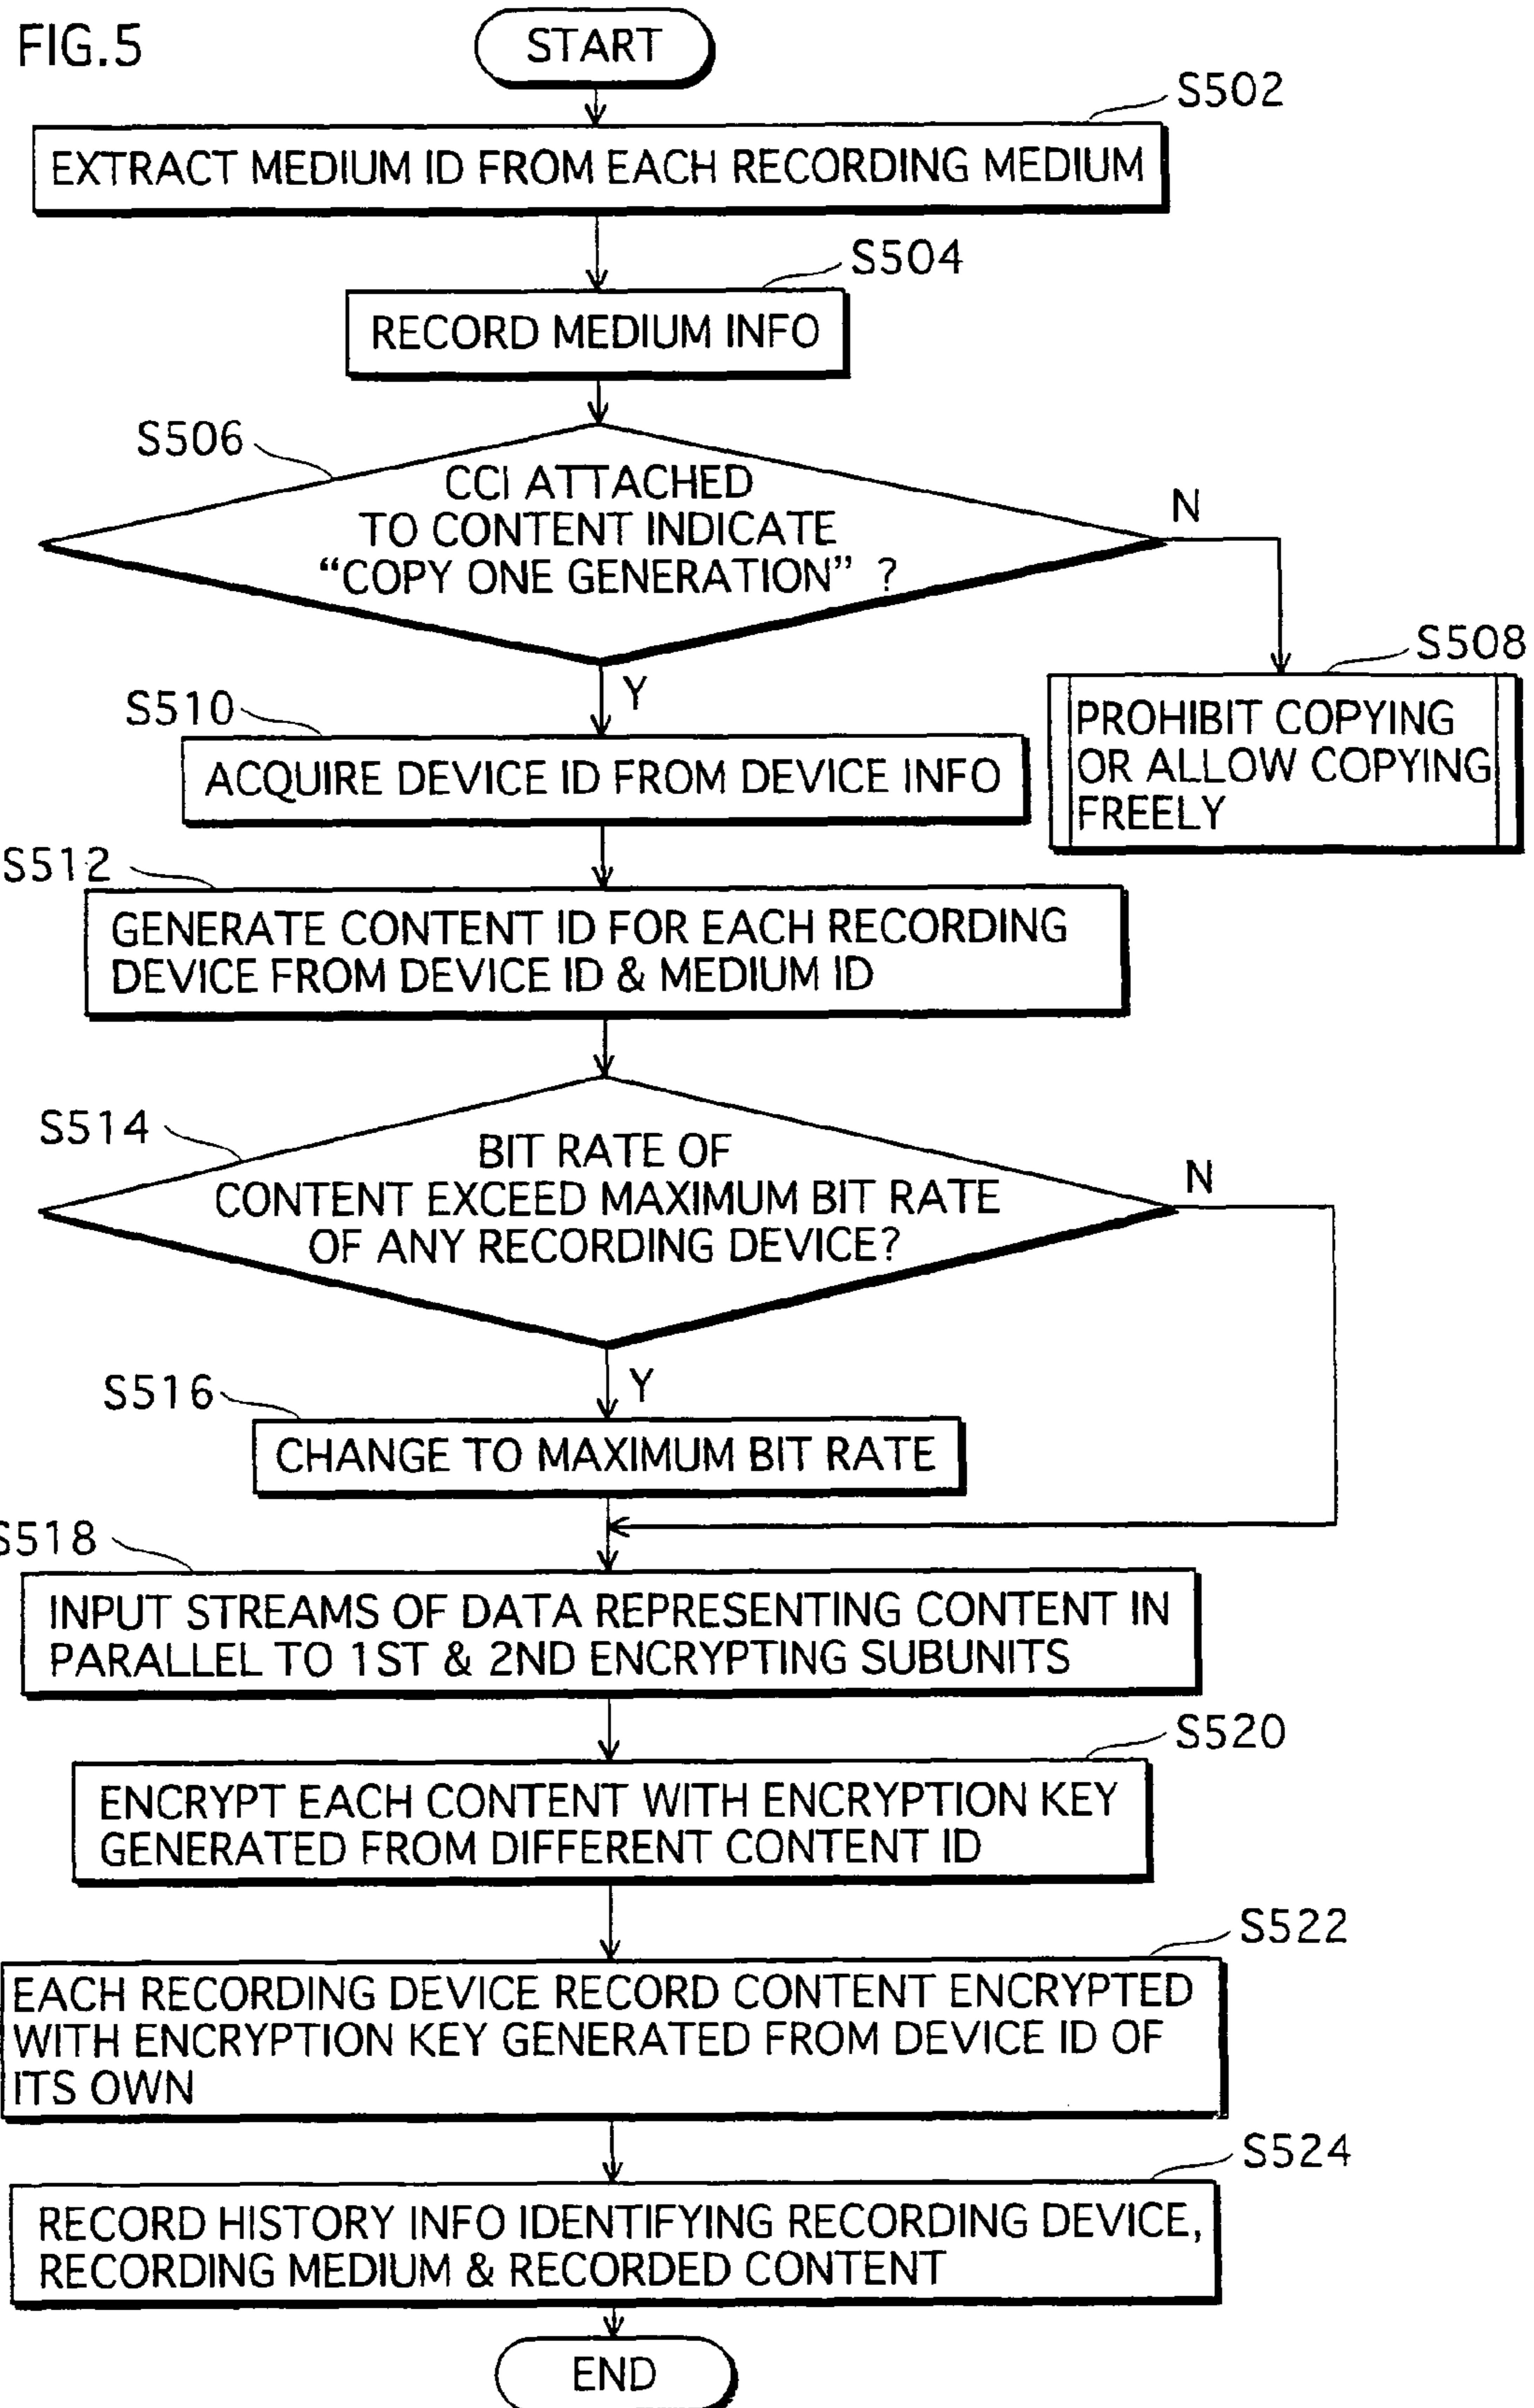 FIG.5
START
S502
EXTRACT MEDIUM ID FROM EACH RECORDING MEDIUM
S504
RECORD MEDIUM INFO
S506
CCI ATTACHED
TO CONTENT INDICATE
“COPY ONE GENERATION” ?
N
S508
PROHIBIT COPYING
OR ALLOW COPYING
FREELY
Y
S510
ACQUIRE DEVICE ID FROM DEVICE INFO
S512
GENERATE CONTENT ID FOR EACH RECORDING
DEVICE FROM DEVICE ID & MEDIUM ID
S514
BIT RATE OF
CONTENT EXCEED MAXIMUM BIT RATE
OF ANY RECORDING DEVICE?
N
Y
S516
CHANGE TO MAXIMUM BIT RATE
S518
INPUT STREAMS OF DATA REPRESENTING CONTENT IN
PARALLEL TO 1ST & 2ND ENCRYPTING SUBUNITS
S520
ENCRYPT EACH CONTENT WITH ENCRYPTION KEY
GENERATED FROM DIFFERENT CONTENT ID
S522
EACH RECORDING DEVICE RECORD CONTENT ENCRYPTED
WITH ENCRYPTION KEY GENERATED FROM DEVICE ID OF
ITS OWN
S524
RECORD HISTORY INFO IDENTIFYING RECORDING DEVICE,
RECORDING MEDIUM & RECORDED CONTENT
END